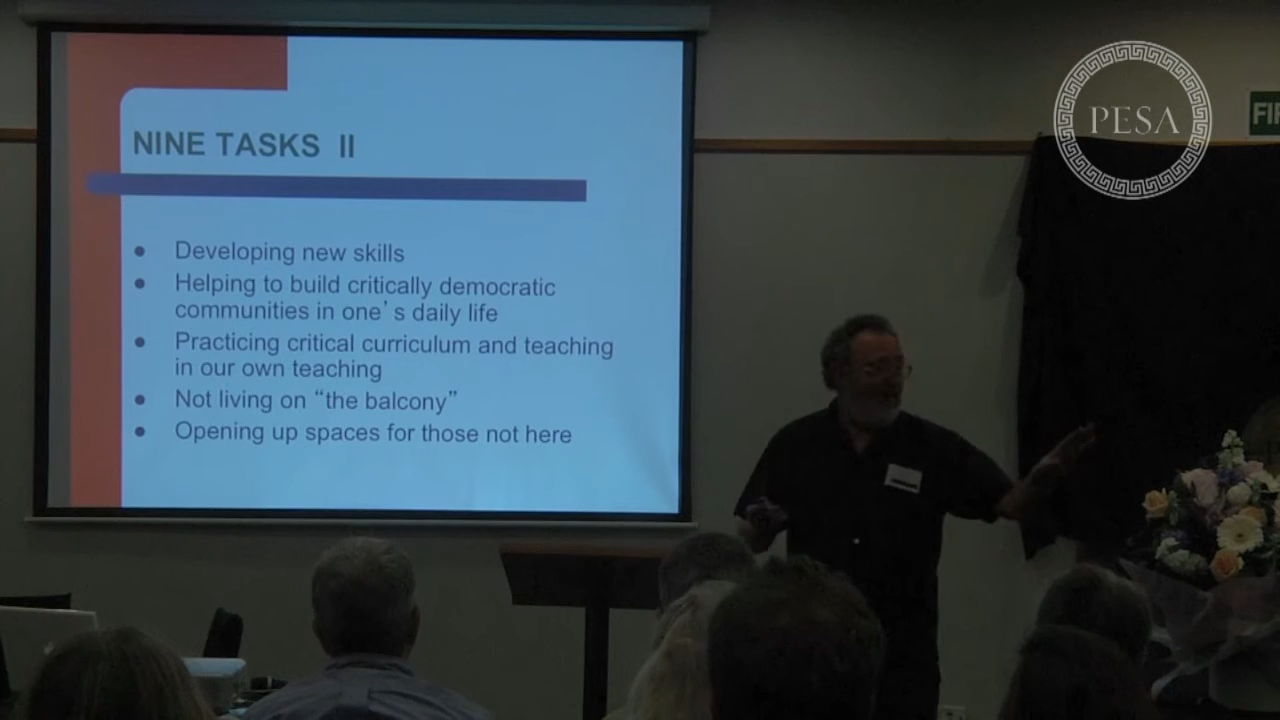 PESA
FI
NINE TASKS II
● Developing new skills
● Helping to build critically democratic
communities in one’s daily life
● Practicing critical curriculum and teaching
in our own teaching
● Not living on “the balcony”
● Opening up spaces for those not here